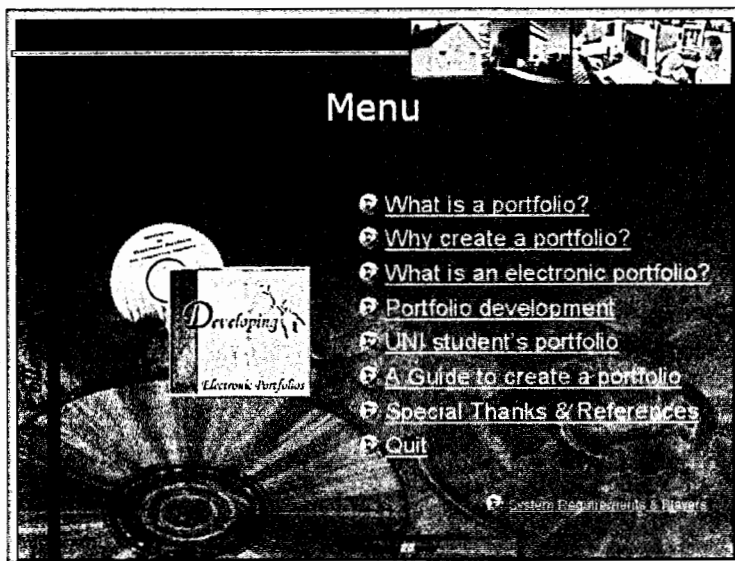 Menu
What is a portfolio?
Why create a portfolio?
What is an electronic portfolio?
Portfolio development
UNI student's portfolio
A Guide to create a portfolio
Special Thanks & References
Quit
Developing
Electronic Portfolios
System Requirements & Players